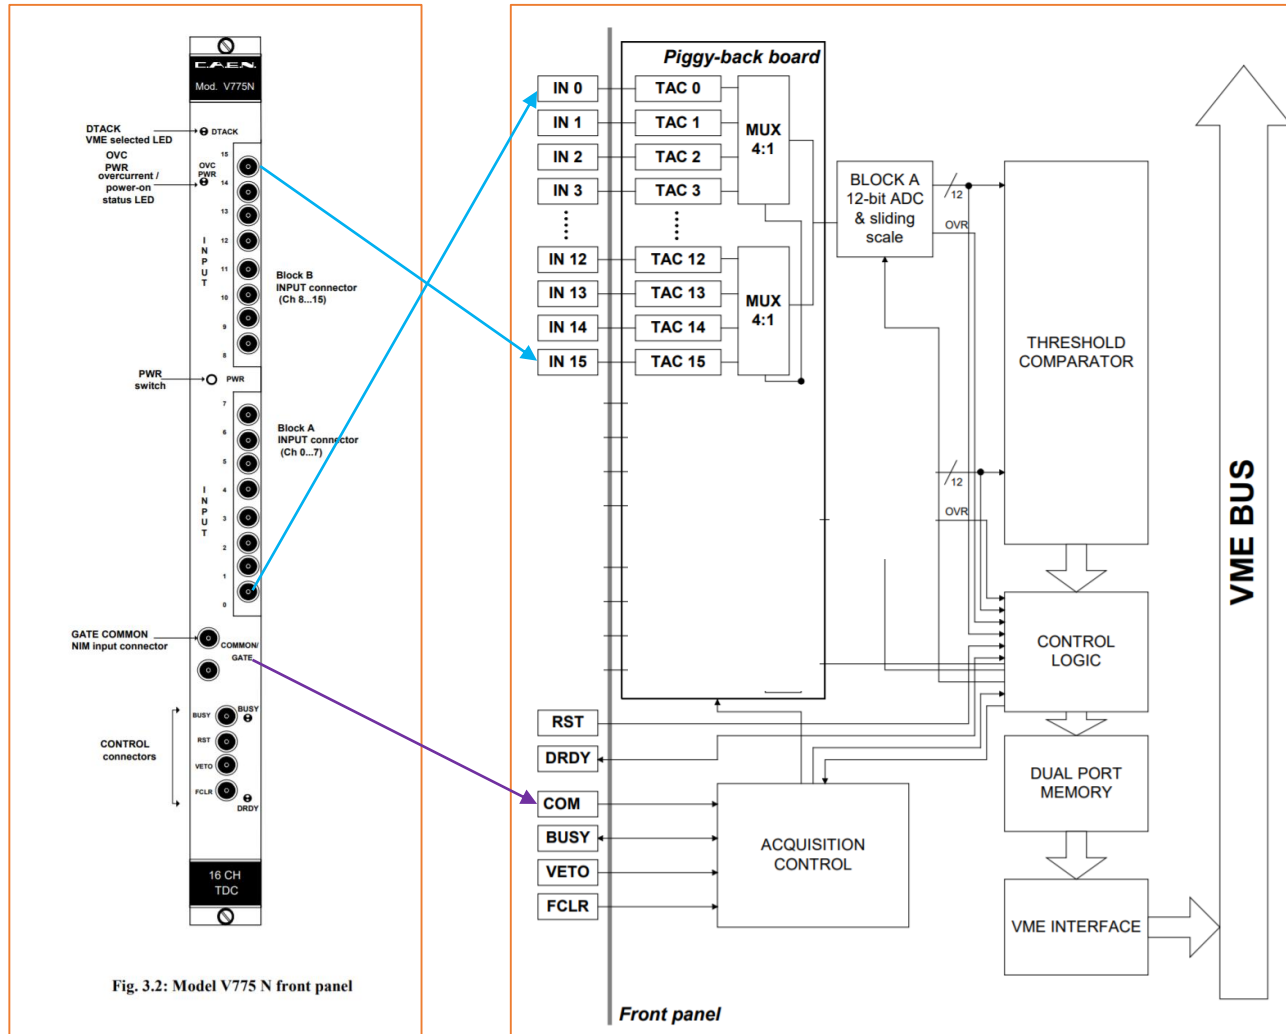 C.A.E.N.
Mod. V775N
DTACK
VME selected LED
DTACK
OVC
PWR
overcurrent /
power-on
status LED
OVC
PWR
15
14
13
12
11
10
9
8
INPUT
Block B
INPUT connector
(Ch 8...15)
PWR
switch
PWR
7
6
5
4
3
2
1
0
INPUT
Block A
INPUT connector
(Ch 0...7)
GATE COMMON
NIM input connector
COMMON/
GATE
CONTROL
connectors
BUSY
BUSY
RST
VETO
FCLR
DRDY
16 CH
TDC
Fig. 3.2: Model V775 N front panel
Piggy-back board
IN 0
TAC 0
IN 1
TAC 1
IN 2
TAC 2
IN 3
TAC 3
MUX
4:1
IN 12
TAC 12
IN 13
TAC 13
IN 14
TAC 14
IN 15
TAC 15
MUX
4:1
BLOCK A
12-bit ADC
& sliding
scale
12
OVR
12
OVR
THRESHOLD
COMPARATOR
CONTROL
LOGIC
DUAL PORT
MEMORY
VME INTERFACE
VME BUS
RST
DRDY
COM
BUSY
VETO
FCLR
ACQUISITION
CONTROL
Front panel